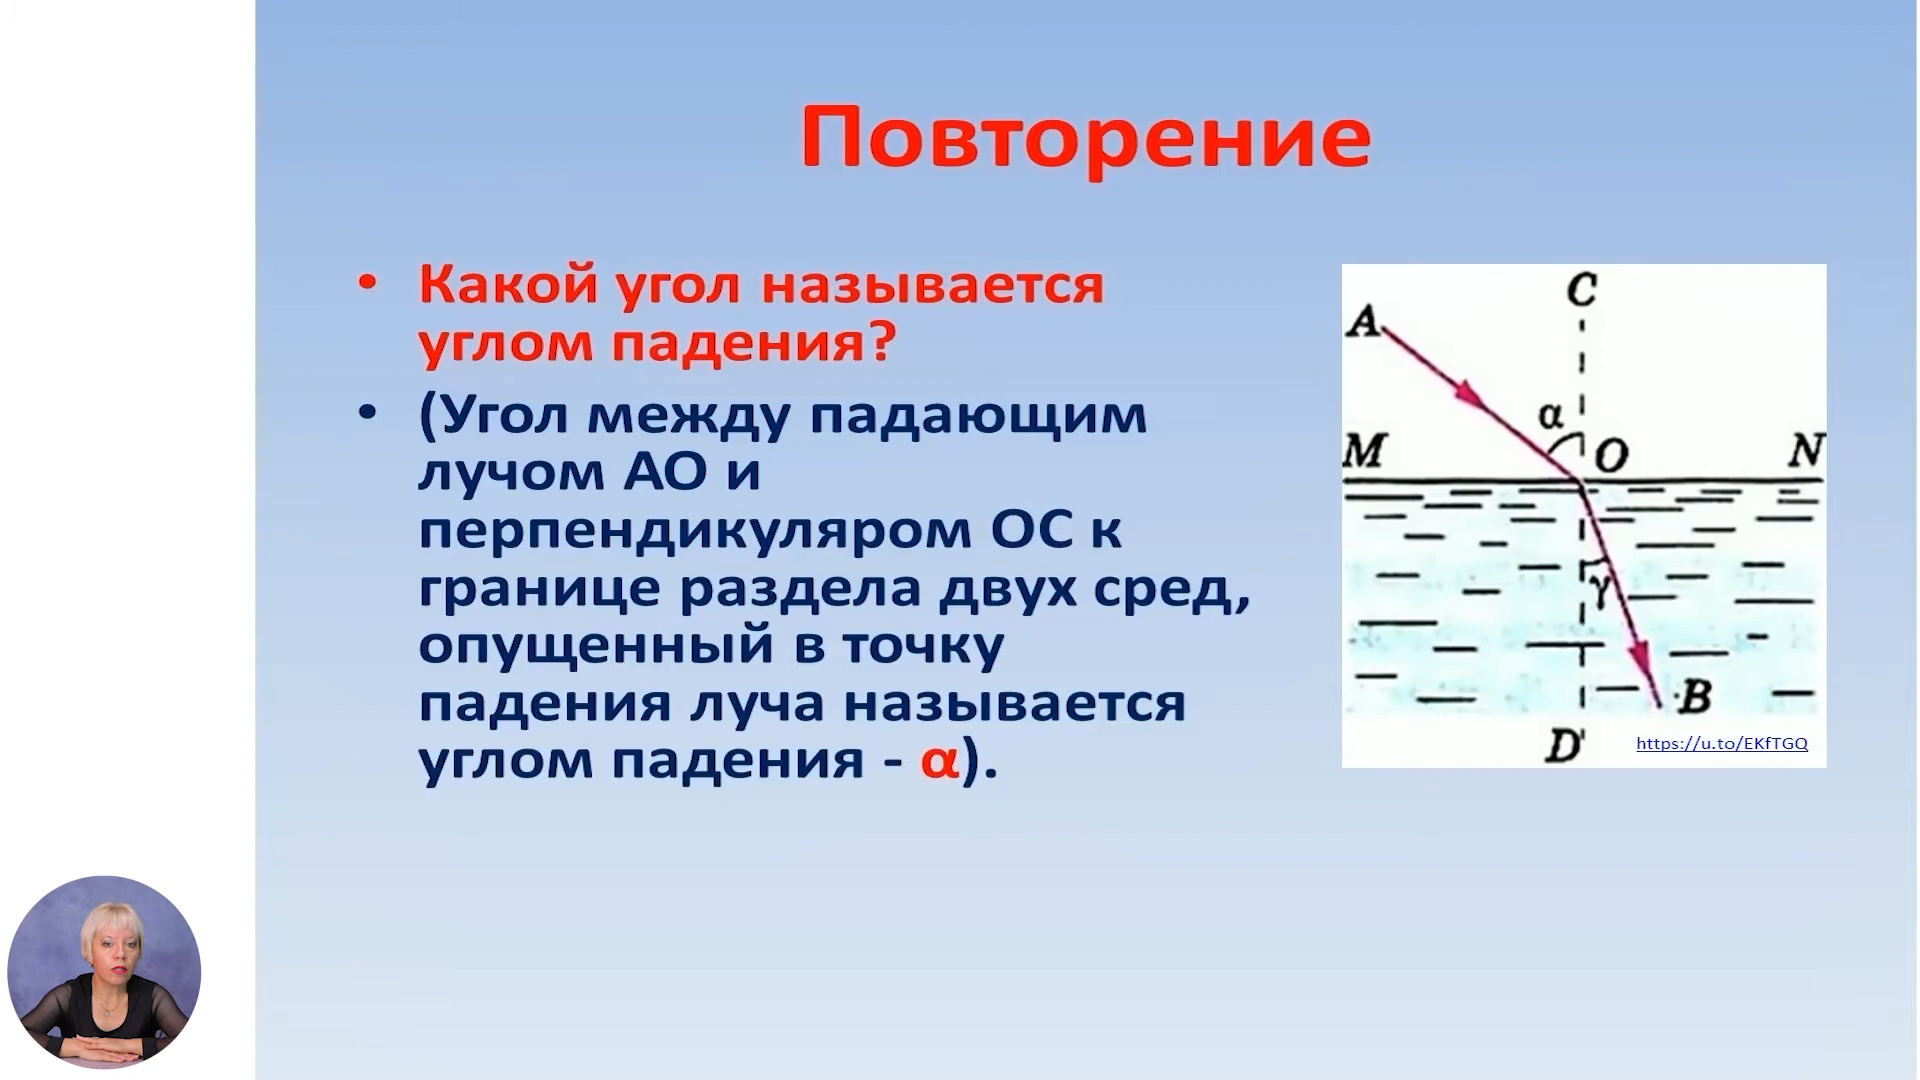 Повторение
• Какой угол называется
углом падения?
• (Угол между падающим
лучом АО и
перпендикуляром ОС к
границе раздела двух сред,
опущенный в точку
падения луча называется
углом падения - α).
C
A
α
M
O
N
γ
B
D
https://u.to/EKfTGQ